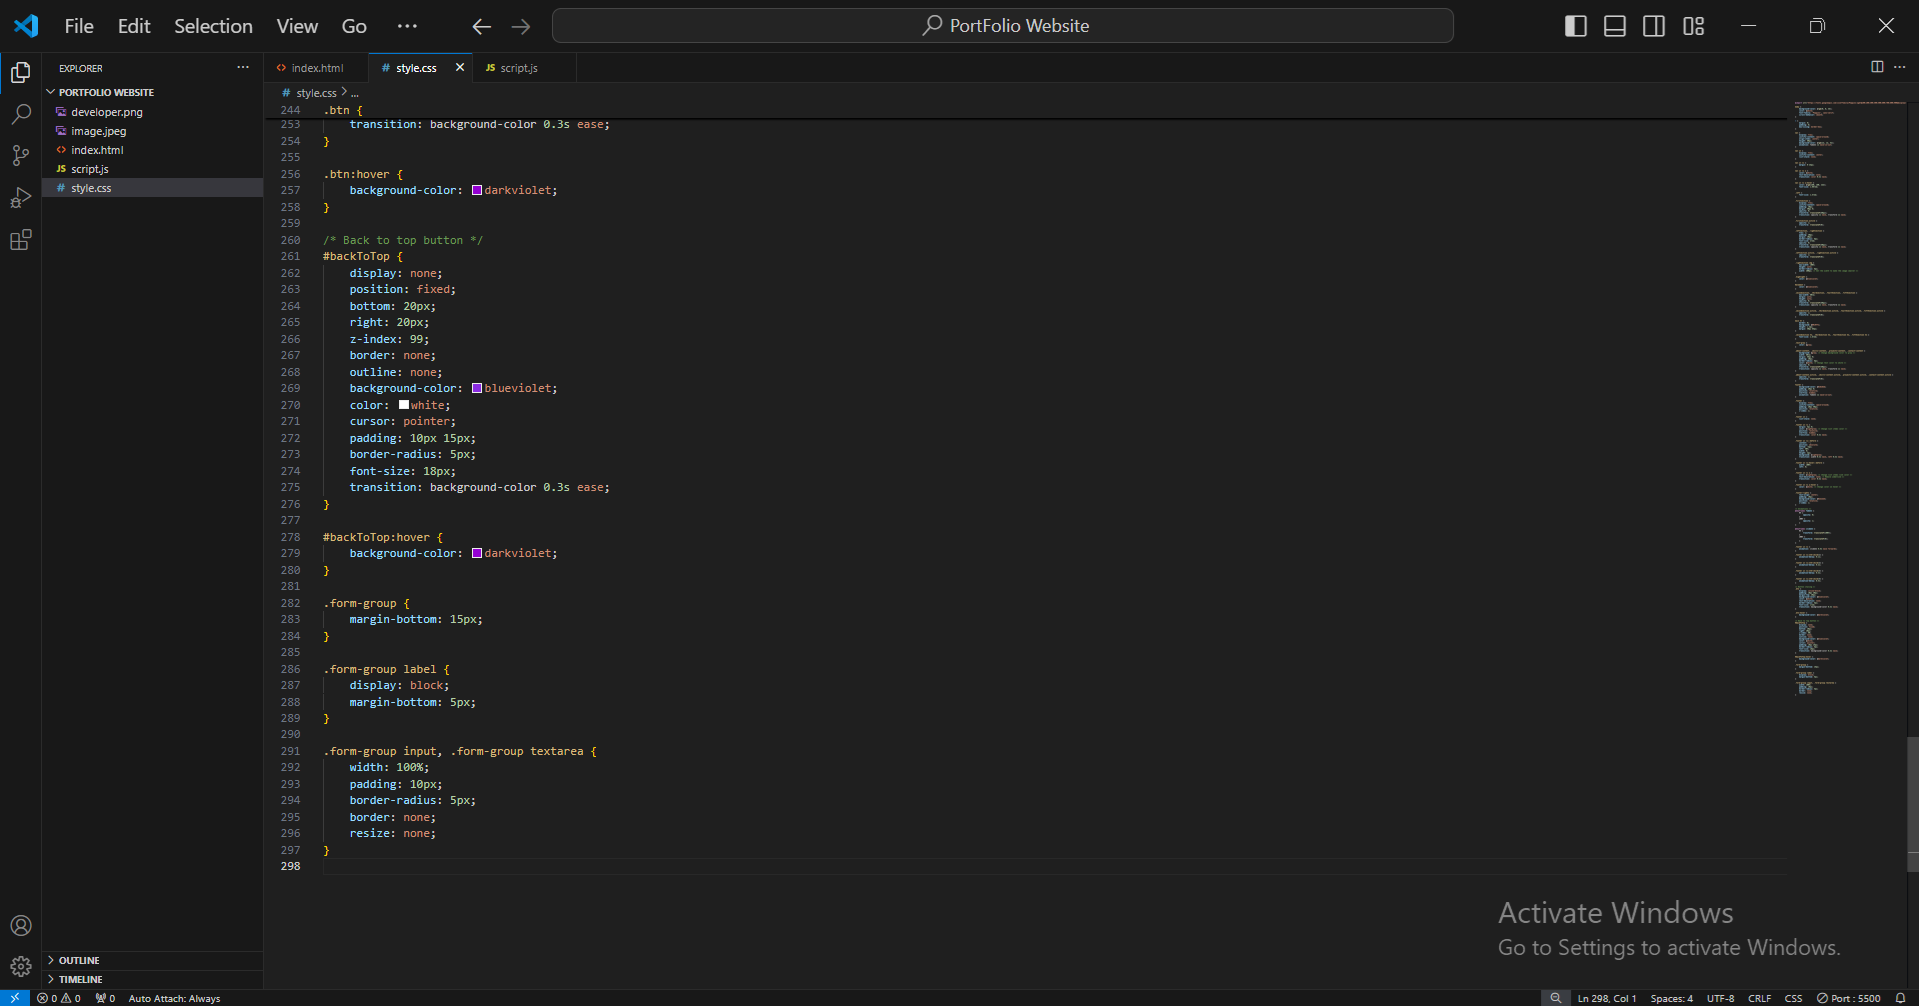 File Edit Selection View Go ··· PortFolio Website
EXPLORER ···
PORTFOLIO WEBSITE
developer.png
image.jpeg
index.html
JS script.js
# style.css
OUTLINE
TIMELINE
<> index.html # style.css JS script.js
# style.css > ...
244 .btn {
253 transition: background-color 0.3s ease;
254 }
255
256 .btn:hover {
257 background-color: darkviolet;
258 }
259
260 /* Back to top button */
261 #backToTop {
262 display: none;
263 position: fixed;
264 bottom: 20px;
265 right: 20px;
266 z-index: 99;
267 border: none;
268 outline: none;
269 background-color: blueviolet;
270 color: white;
271 cursor: pointer;
272 padding: 10px 15px;
273 border-radius: 5px;
274 font-size: 18px;
275 transition: background-color 0.3s ease;
276 }
277
278 #backToTop:hover {
279 background-color: darkviolet;
280 }
281
282 .form-group {
283 margin-bottom: 15px;
284 }
285
286 .form-group label {
287 display: block;
288 margin-bottom: 5px;
289 }
290
291 .form-group input, .form-group textarea {
292 width: 100%;
293 padding: 10px;
294 border-radius: 5px;
295 border: none;
296 resize: none;
297 }
298
Activate Windows
Go to Settings to activate Windows.
0 0 0 Auto Attach: Always Ln 298, Col 1 Spaces: 4 UTF-8 CRLF CSS Port : 5500